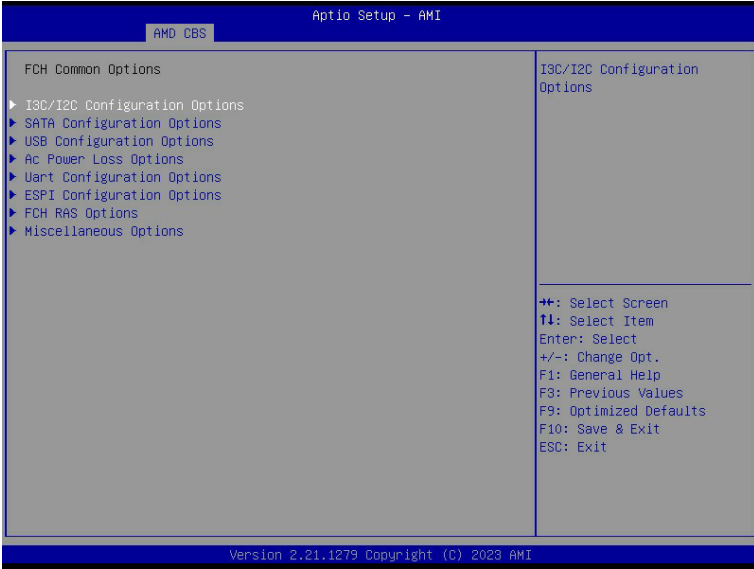 Aptio Setup - AMI
AMD CBS
FCH Common Options
I3C/I2C Configuration Options
SATA Configuration Options
USB Configuration Options
Ac Power Loss Options
Uart Configuration Options
ESPI Configuration Options
FCH RAS Options
Miscellaneous Options
I3C/I2C Configuration
Options
→←: Select Screen
↑↓: Select Item
Enter: Select
+/-: Change Opt.
F1: General Help
F3: Previous Values
F9: Optimized Defaults
F10: Save & Exit
ESC: Exit
Version 2.21.1279 Copyright (C) 2023 AMI